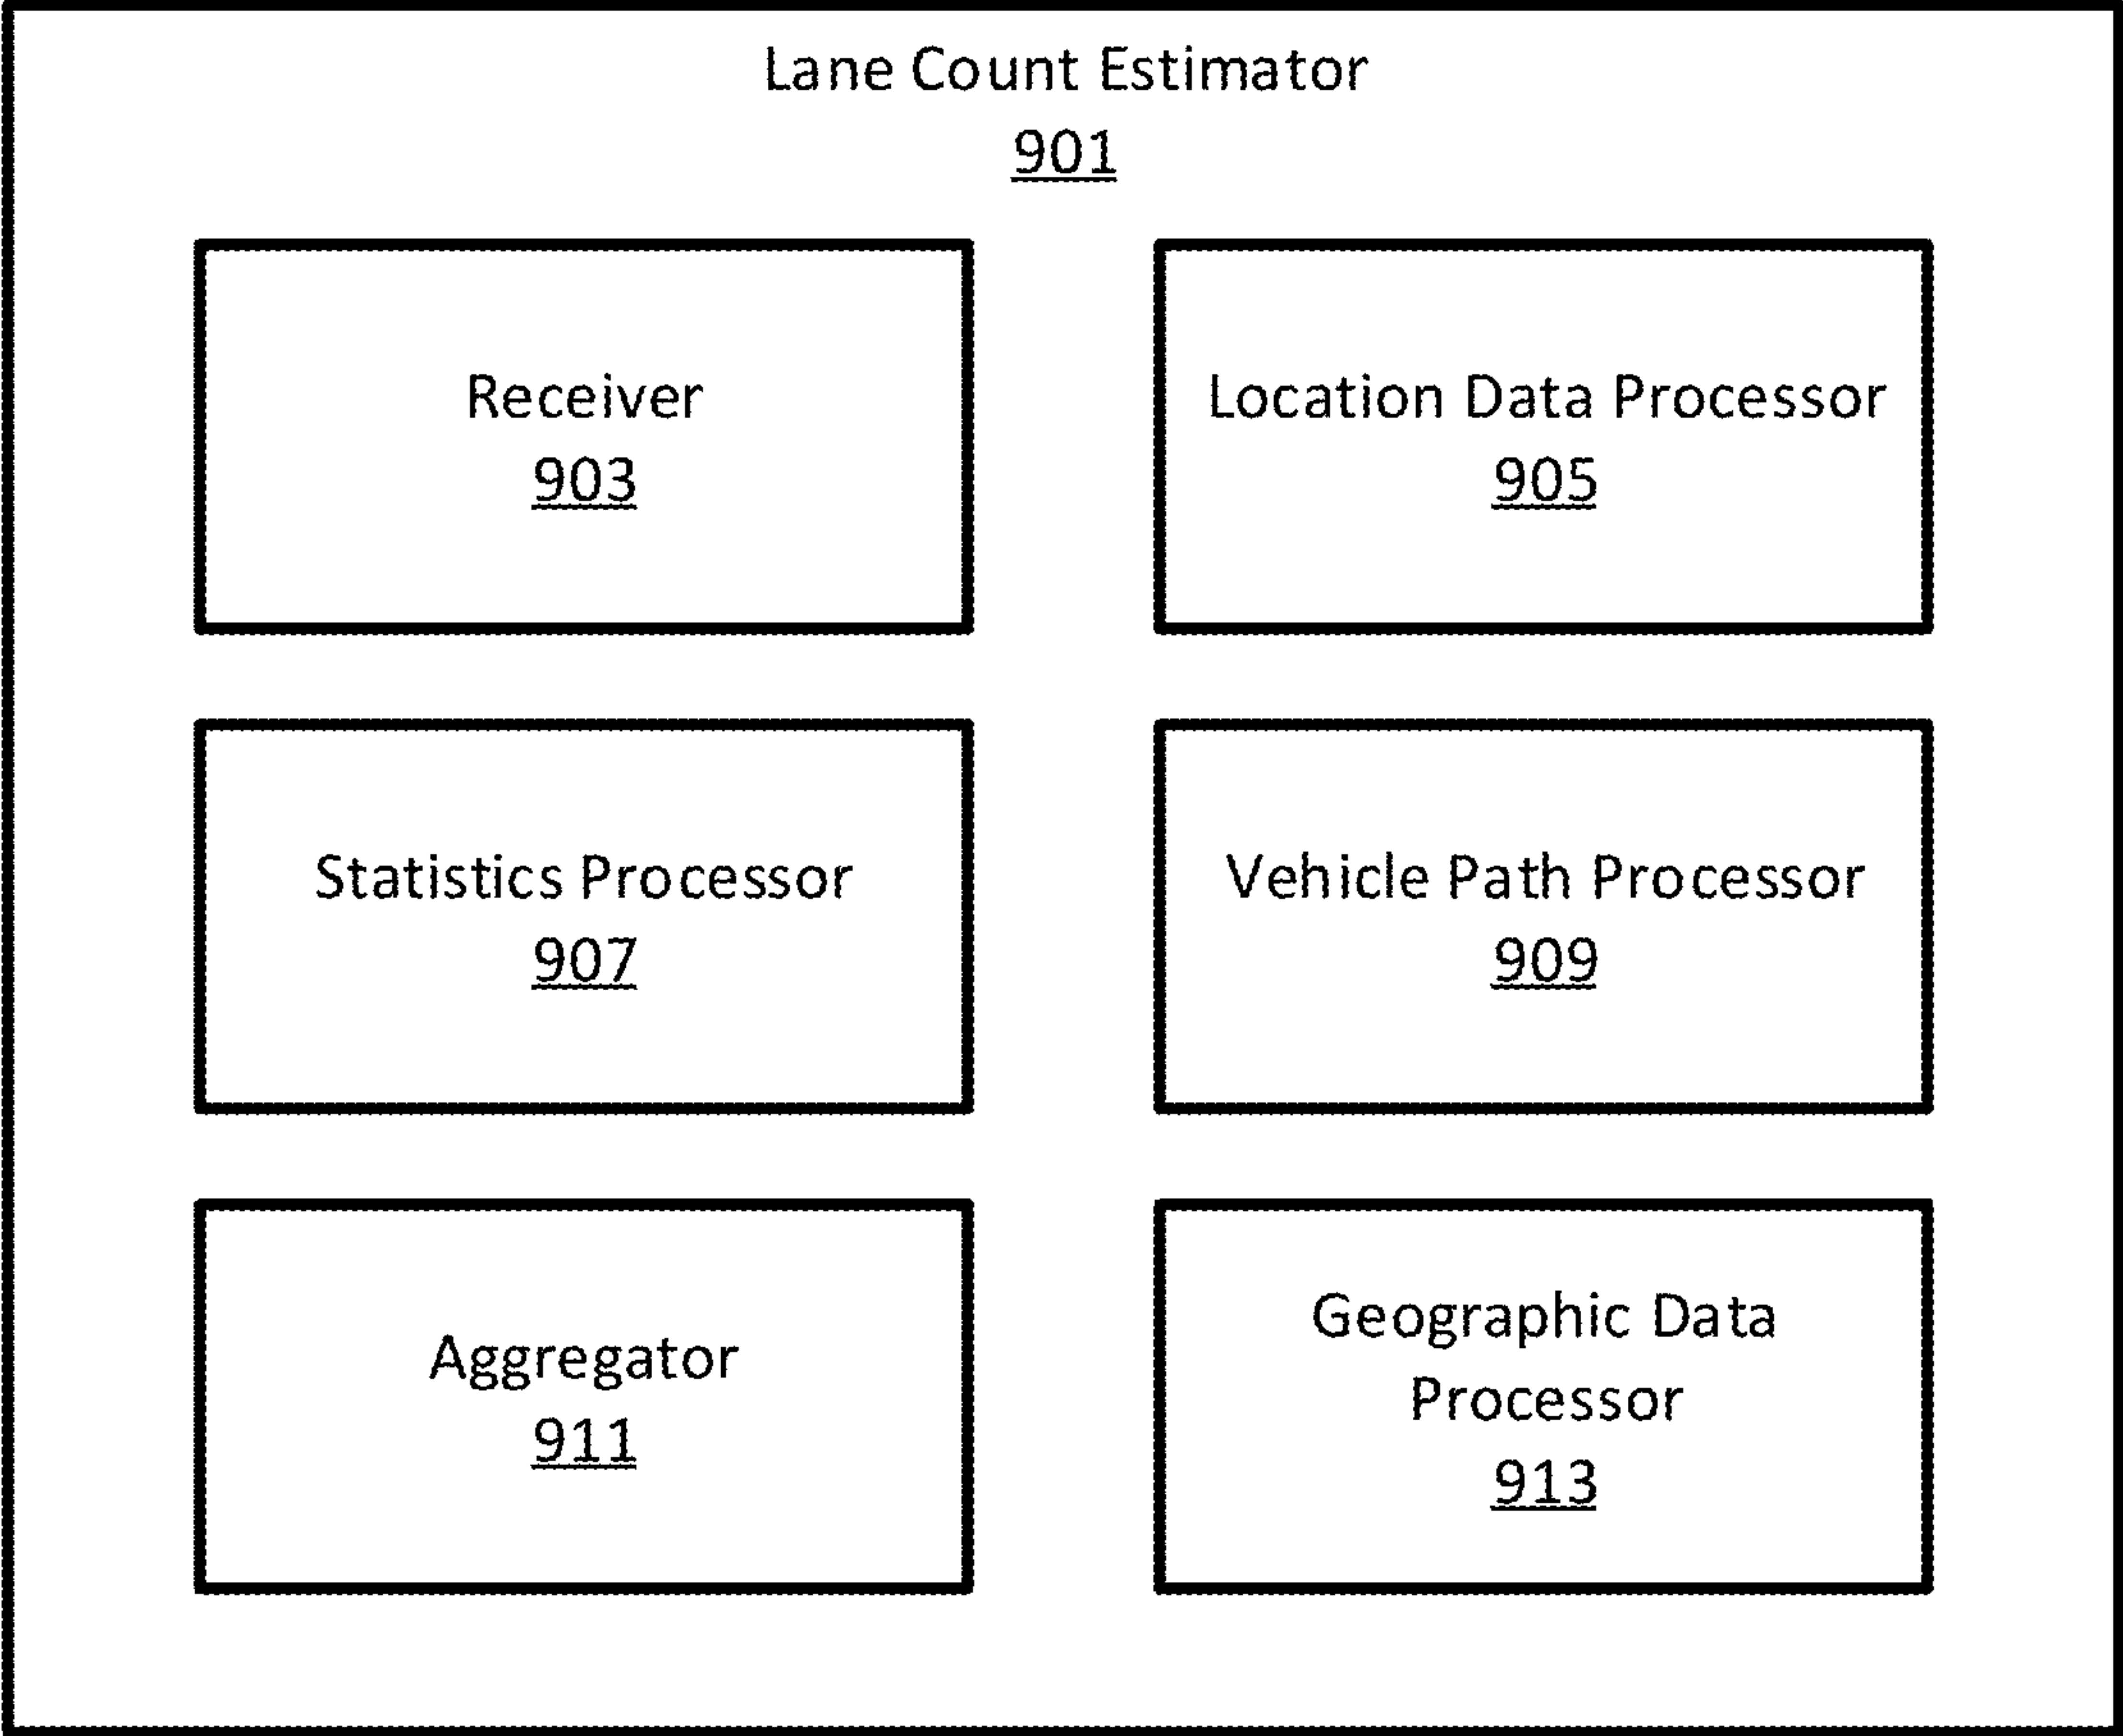 Lane Count Estimator
901
Receiver
903
Location Data Processor
905
Statistics Processor
907
Vehicle Path Processor
909
Aggregator
911
Geographic Data
Processor
913